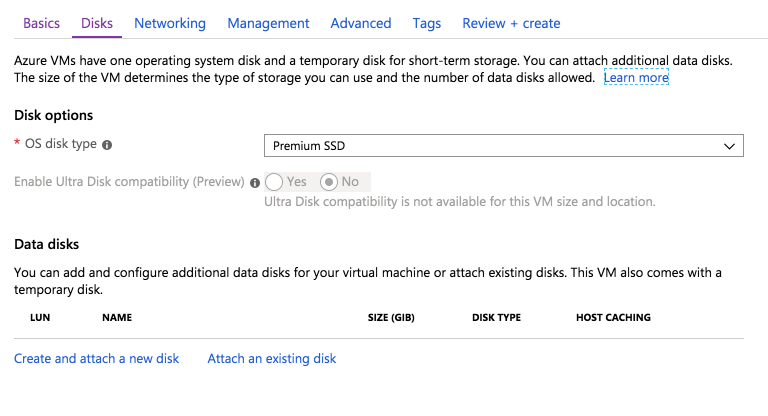 Basics Disks Networking Management Advanced Tags Review + create
Azure VMs have one operating system disk and a temporary disk for short-term storage. You can attach additional data disks.
The size of the VM determines the type of storage you can use and the number of data disks allowed. Learn more
Disk options
* OS disk type
Premium SSD
Enable Ultra Disk compatibility (Preview) Yes No
Ultra Disk compatibility is not available for this VM size and location.
Data disks
You can add and configure additional data disks for your virtual machine or attach existing disks. This VM also comes with a
temporary disk.
LUN NAME SIZE (GIB) DISK TYPE HOST CACHING
Create and attach a new disk Attach an existing disk